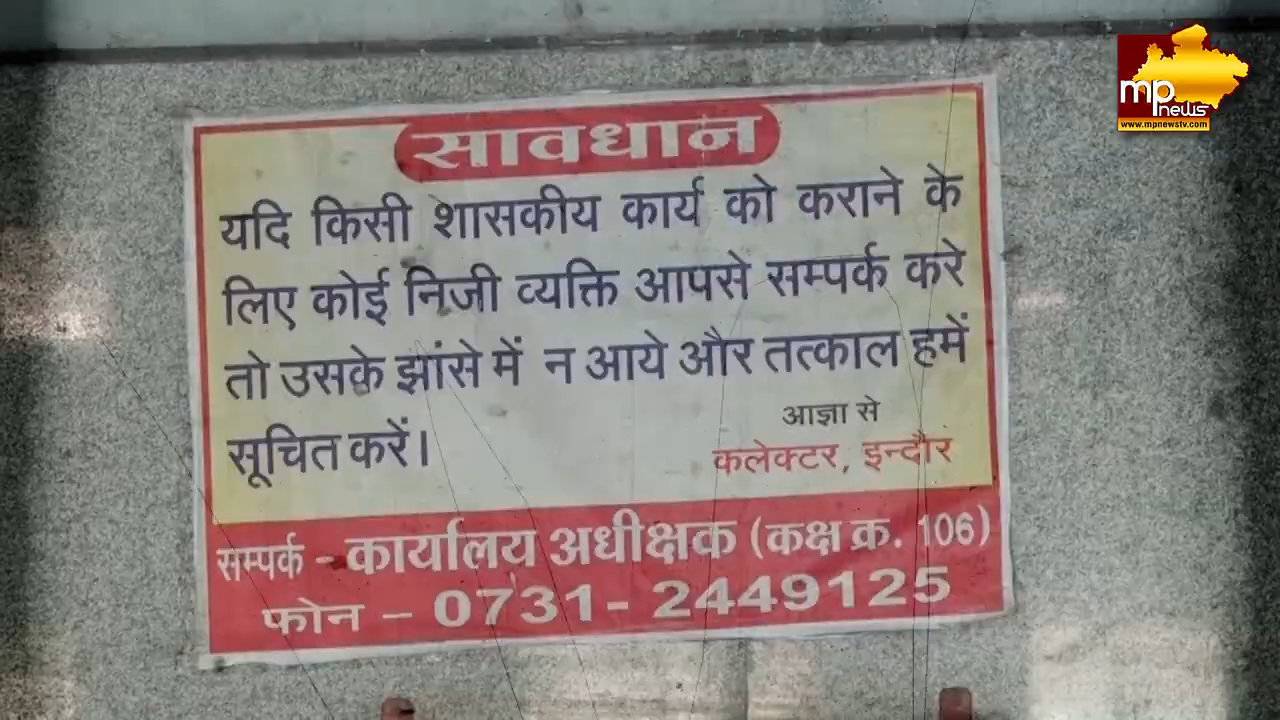 mp
news
www.mpnewstv.com
सावधान
यदि किसी शासकीय कार्य को कराने के
लिए कोई निजी व्यक्ति आपसे सम्पर्क करे
तो उसके झांसे में न आये और तत्काल हमें
सूचित करें।
आज्ञा से
कलेक्टर, इन्दौर
सम्पर्क - कार्यालय अधीक्षक (कक्ष क्र. 106)
फोन – 0731- 2449125